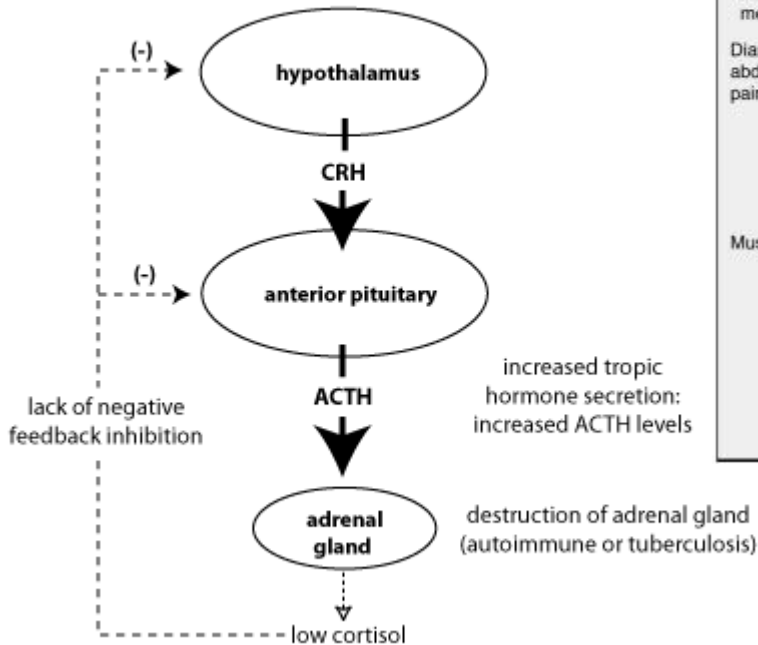 (-)
hypothalamus
CRH
(-)
anterior pituitary
ACTH
increased tropic
hormone secretion:
increased ACTH levels
lack of negative
feedback inhibition
adrenal
gland
destruction of adrenal gland
(autoimmune or tuberculosis)
low cortisol